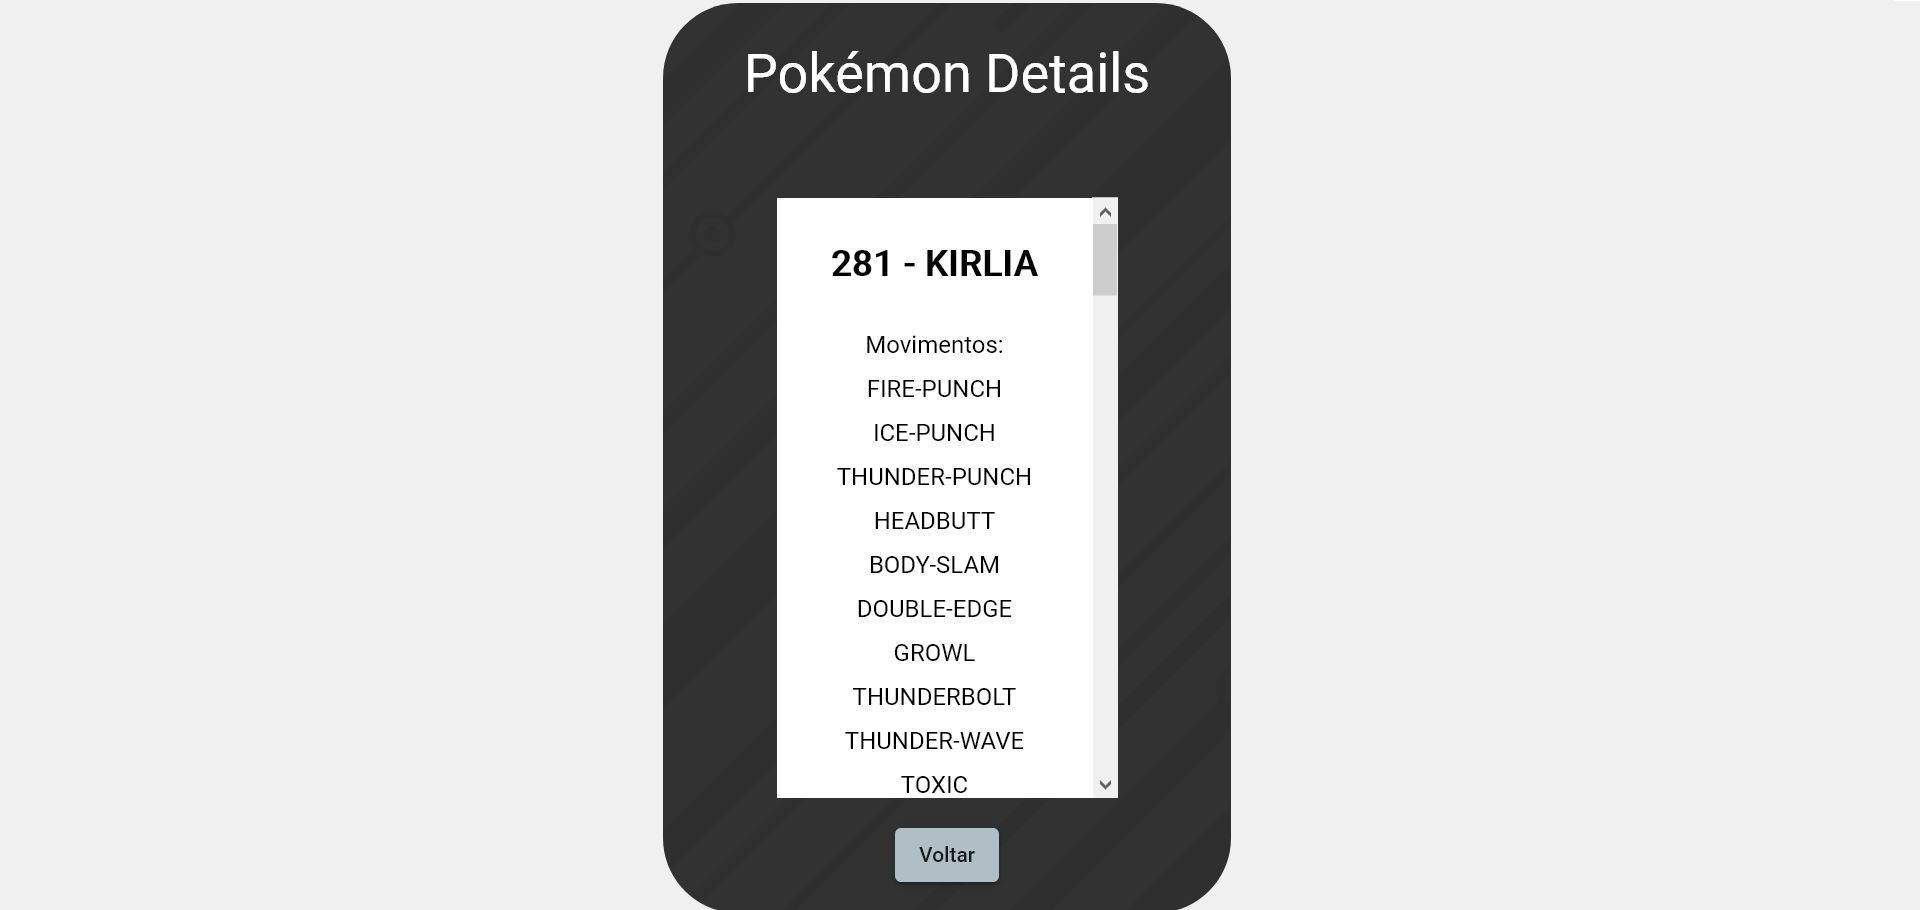 Pokémon Details
281 - KIRLIA
Movimentos:
FIRE-PUNCH
ICE-PUNCH
THUNDER-PUNCH
HEADBUTT
BODY-SLAM
DOUBLE-EDGE
GROWL
THUNDERBOLT
THUNDER-WAVE
TOXIC
Voltar